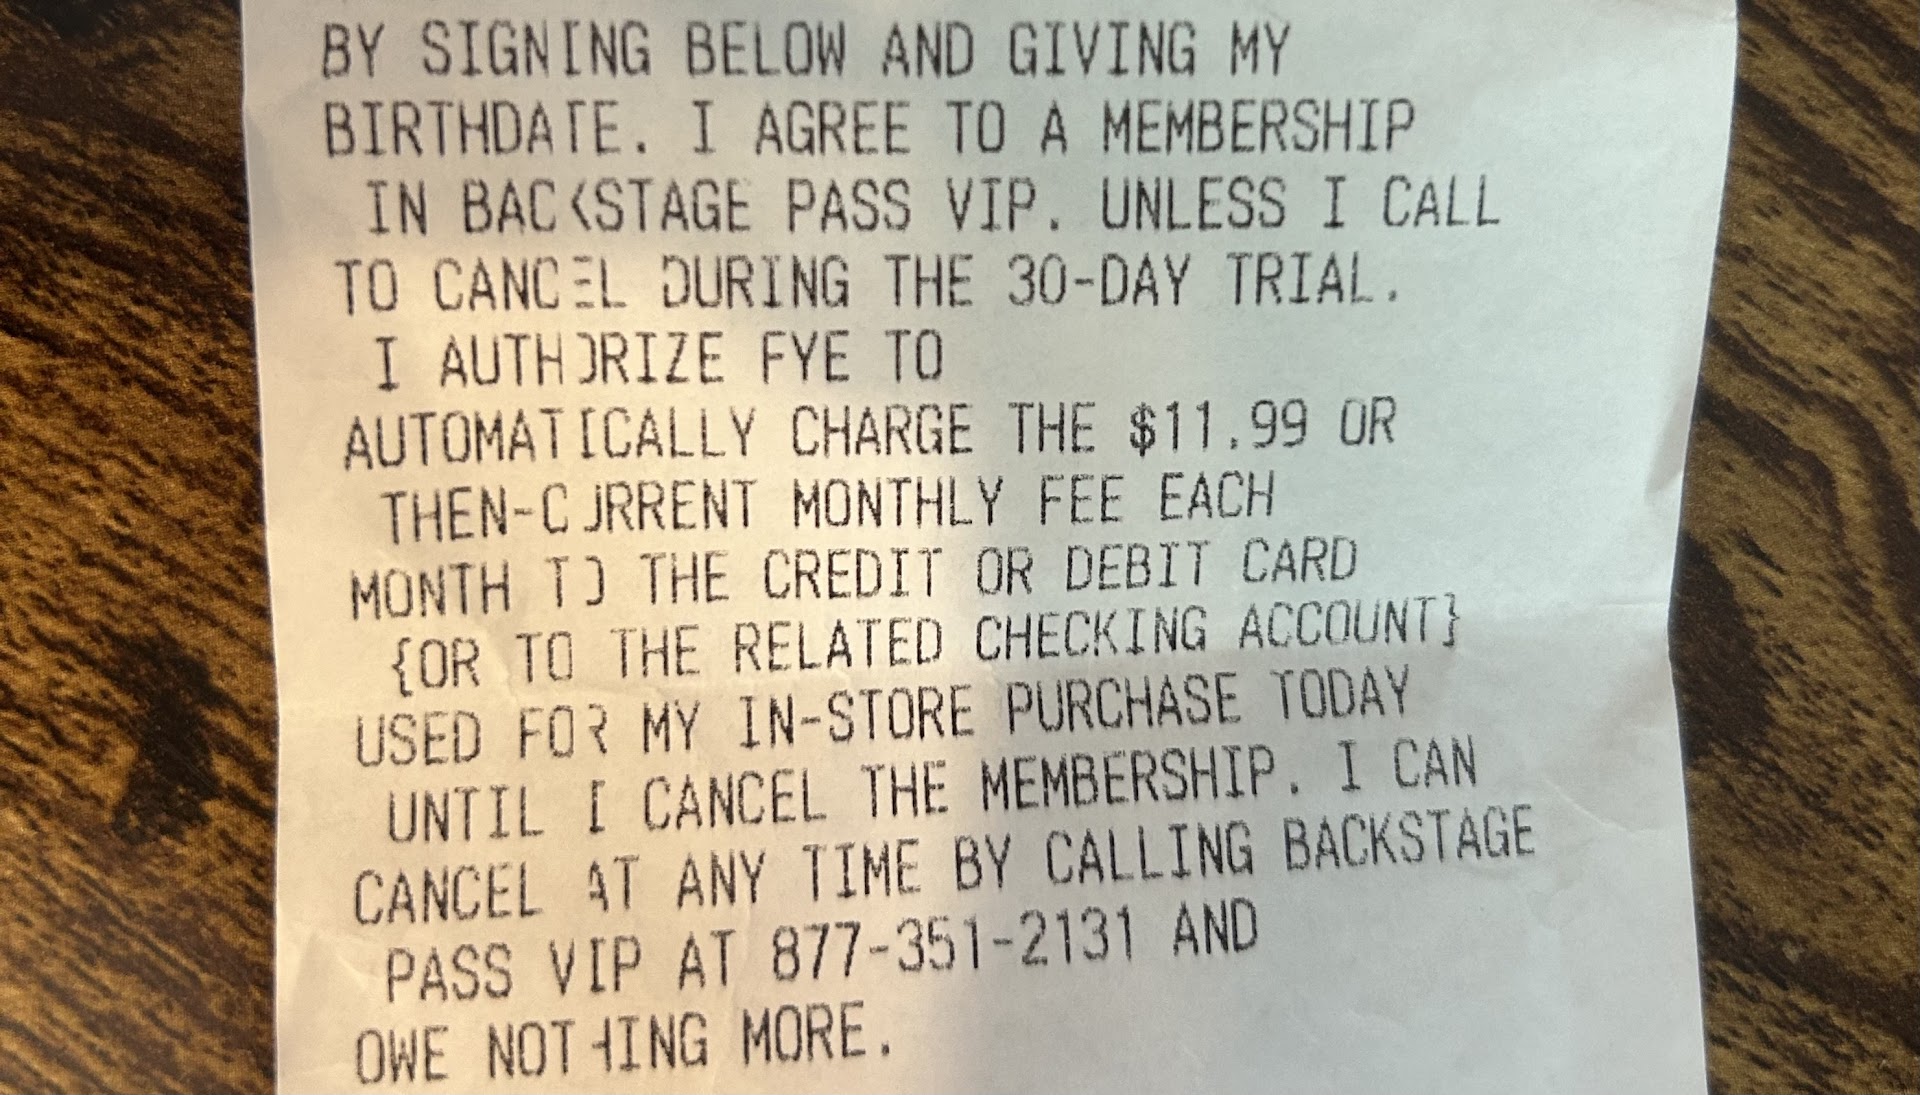 BY SIGNING BELOW AND GIVING MY
BIRTHDATE. I AGREE TO A MEMBERSHIP
IN BACKSTAGE PASS VIP. UNLESS I CALL
TO CANCEL DURING THE 30-DAY TRIAL.
I AUTHORIZE FYE TO
AUTOMATICALLY CHARGE THE $11.99 OR
THEN-CURRENT MONTHLY FEE EACH
MONTH TO THE CREDIT OR DEBIT CARD
{OR TO THE RELATED CHECKING ACCOUNT}
USED FOR MY IN-STORE PURCHASE TODAY
UNTIL I CANCEL THE MEMBERSHIP. I CAN
CANCEL AT ANY TIME BY CALLING BACKSTAGE
PASS VIP AT 877-351-2131 AND
OWE NOTHING MORE.